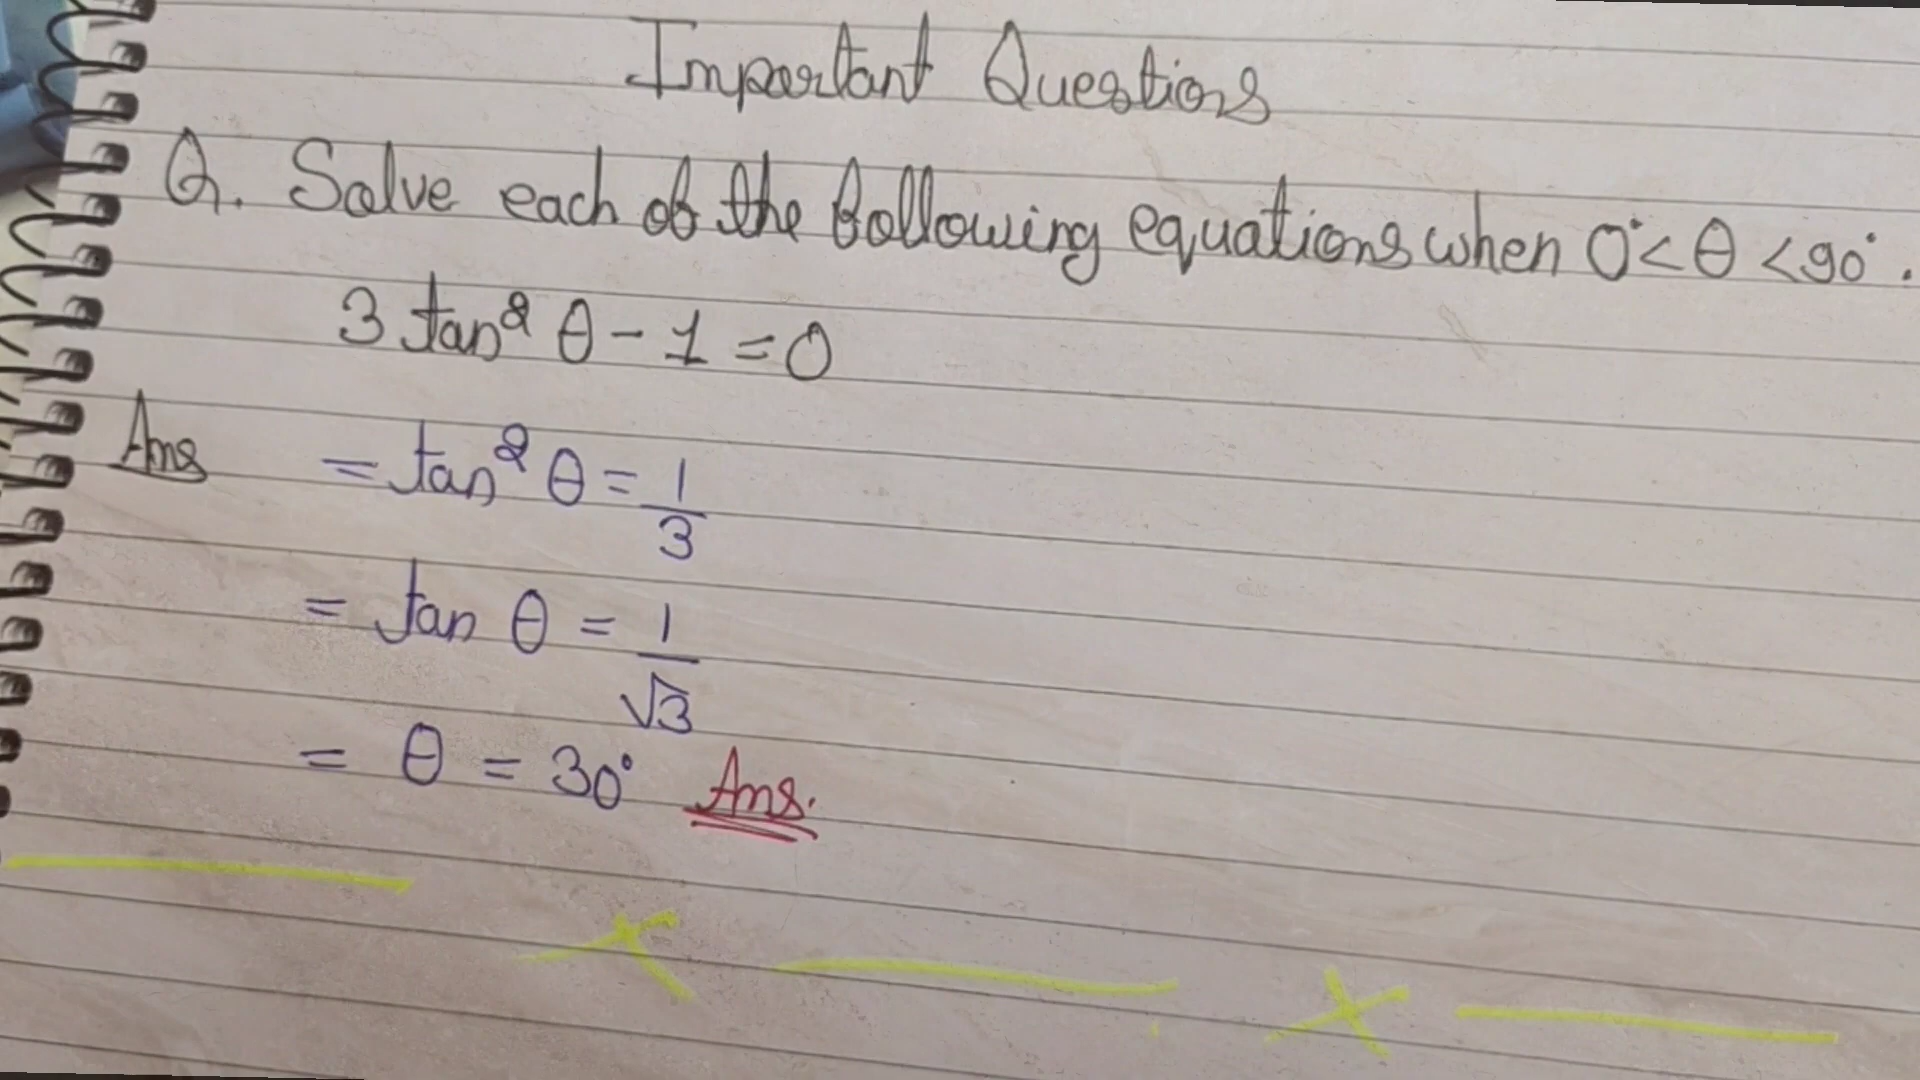 Important Questions
Q. Solve each of the following equations when 0°<θ <90°.
3 tan² θ - 1 = 0
Ans = tan² θ = 1/3
= tan θ = 1/√3
= θ = 30° Ans.